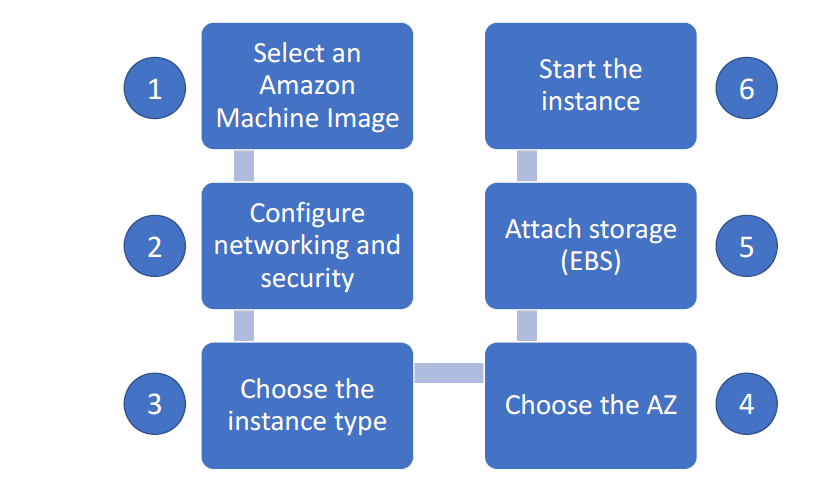 1
Select an
Amazon
Machine Image
2
Configure
networking and
security
3
Choose the
instance type
4
Choose the AZ
5
Attach storage
(EBS)
6
Start the
instance